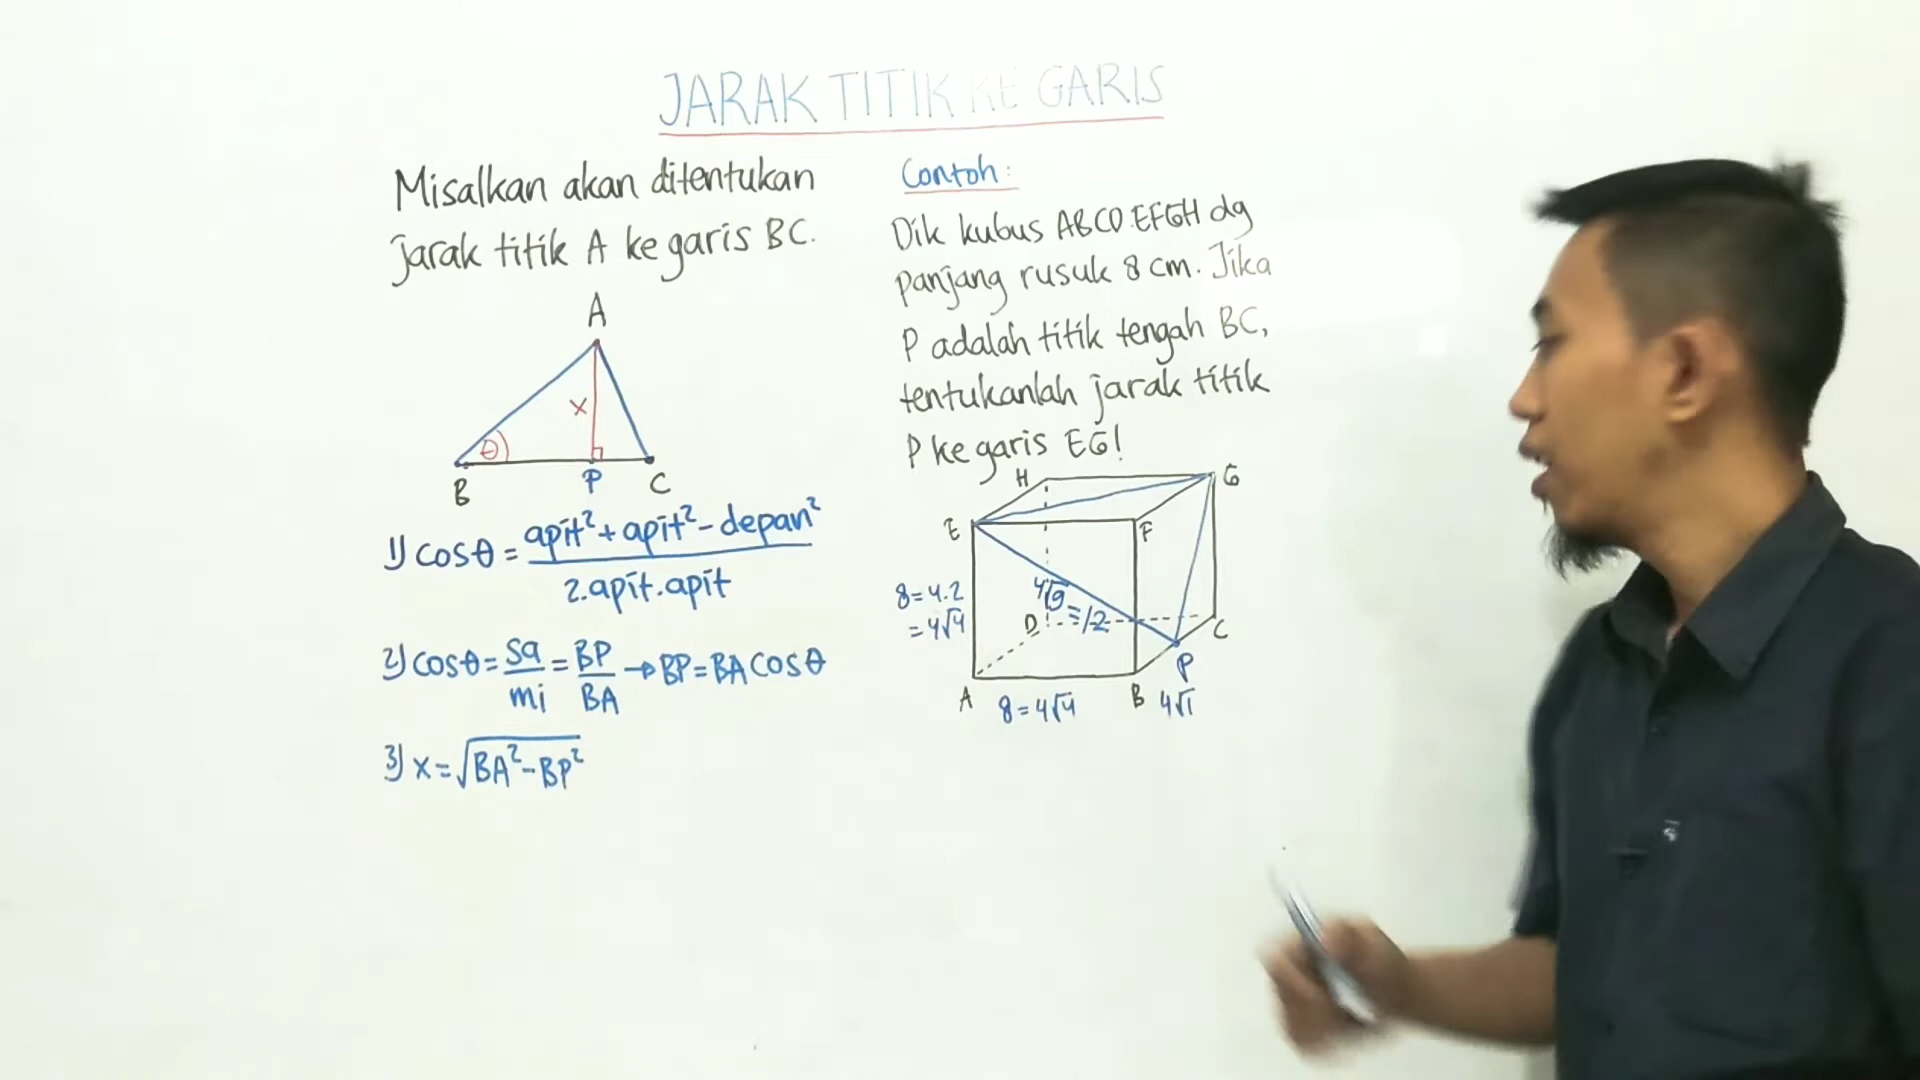 JARAK TITIK KE GARIS
Misalkan akan ditentukan
jarak titik A ke garis BC.
A
x
θ
B
P
C
1) cos θ = apit² + apit² - depan² / 2.apit.apit
2) cos θ = sa/mi = BP/BA → BP = BA cos θ
3) x = √(BA² - BP²)
Contoh:
Dik kubus ABCD.EFGH dg
panjang rusuk 8 cm. Jika
P adalah titik tengah BC,
tentukanlah jarak titik
P ke garis EG!
H
G
E
F
8 = 4.2
= 4√4
4√9
= 12
D
C
P
A
8 = 4√4
B
4√1